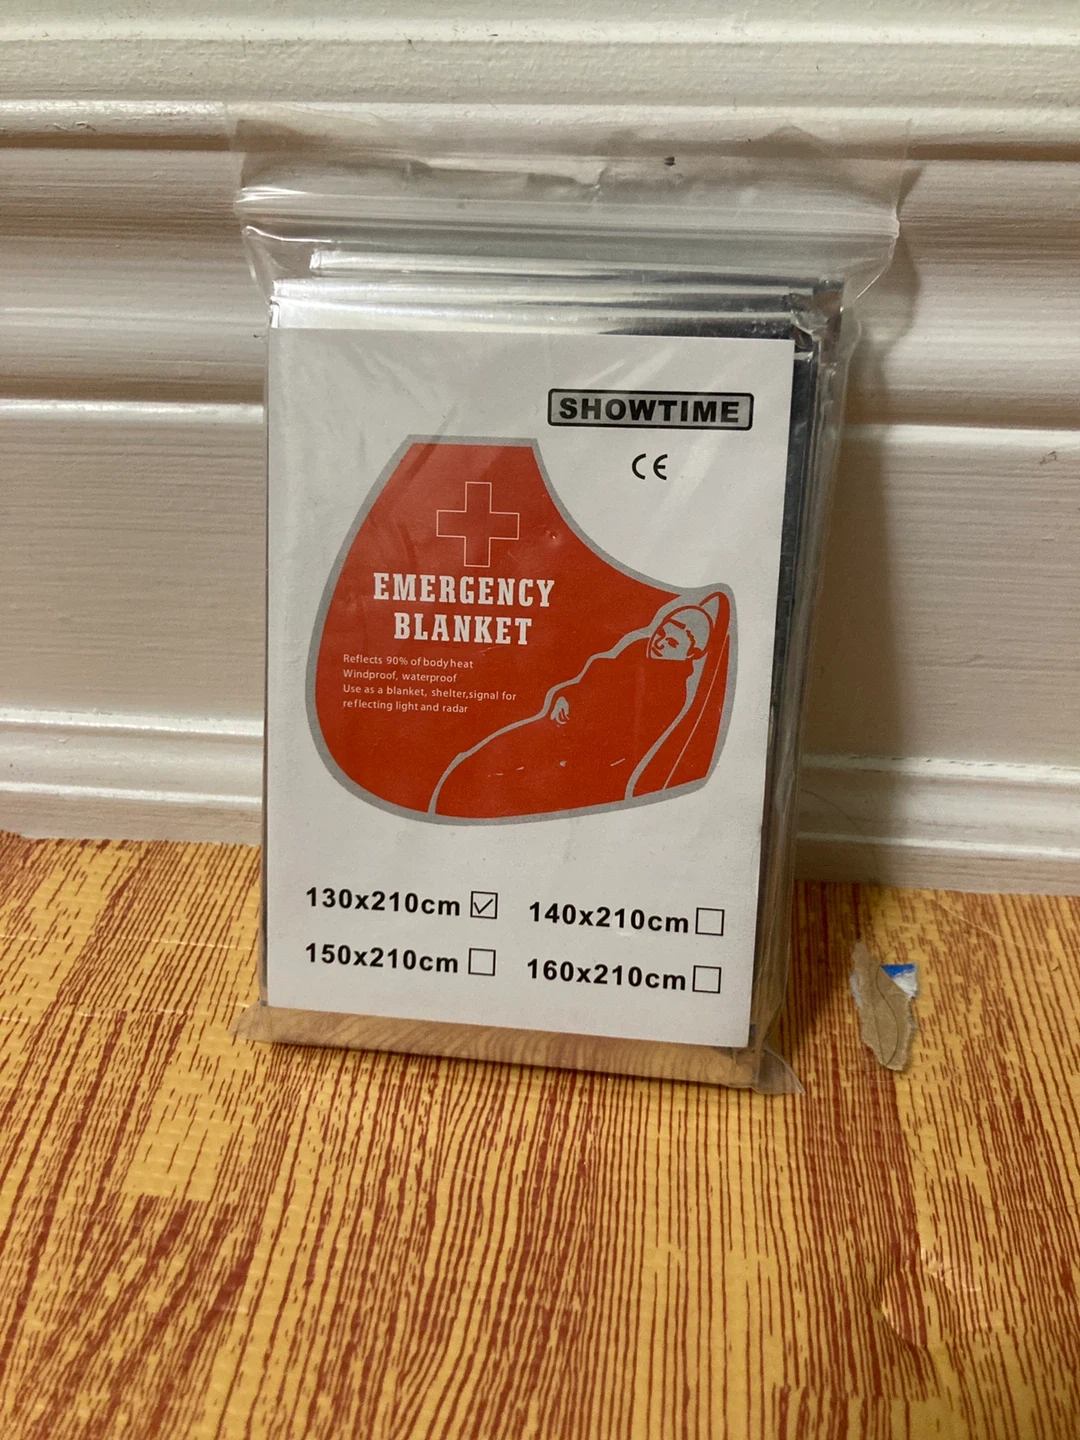 SHOWTIME
CE
EMERGENCY
BLANKET
Reflects 90% of body heat
Windproof, waterproof
Use as a blanket, shelter,signal for
reflecting light and radar
130x210cm ☑ 140x210cm ☐
150x210cm ☐ 160x210cm ☐